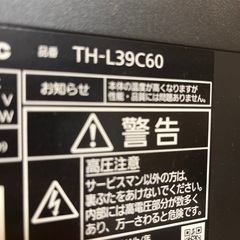 C 品番 TH-L39C60
お知らせ 本体の温度が高くなりますが
性能・品質には問題ありません。
V
W
警告
高圧注意
サービスマン以外の方は
裏ぶたをあけないでください。
内部には高電圧部分が数多く
あり、万一さわると危険です。